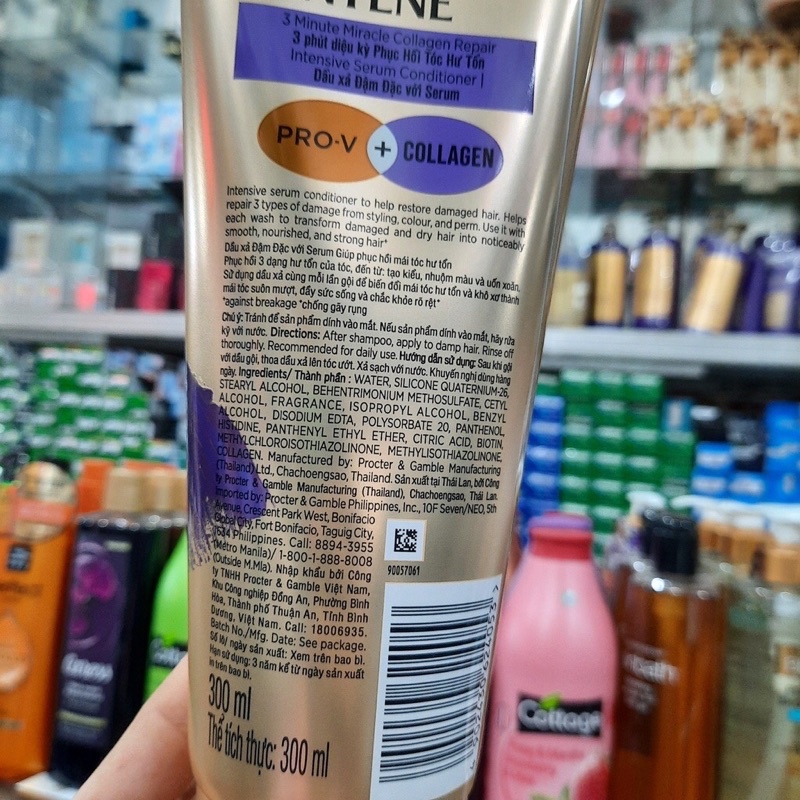 3 Minute Miracle Collagen Repair
3 phút diệu kỳ Phục Hồi Tóc Hư Tổn
Intensive Serum Conditioner |
Dầu xả Đậm Đặc với Serum
PRO-V + COLLAGEN
Intensive serum conditioner to help restore damaged hair. Helps
repair 3 types of damage from styling, colour, and perm. Use it with
each wash to transform damaged and dry hair into noticeably
smooth, nourished, and strong hair*
Dầu xả Đậm Đặc với Serum Giúp phục hồi mái tóc hư tổn
Phục hồi 3 dạng hư tổn của tóc, đến từ: tạo kiểu, nhuộm màu và uốn xoăn.
Sử dụng dầu xả cùng mỗi lần gội để biến đổi mái tóc hư tổn và khô xơ thành
mái tóc suôn mượt, đầy sức sống và chắc khỏe rõ rệt*
*against breakage *chống gãy rụng
Chú ý: Tránh để sản phẩm dính vào mắt. Nếu sản phẩm dính vào mắt, hãy rửa
kỹ với nước. Directions: After shampoo, apply to damp hair. Rinse off
thoroughly. Recommended for daily use. Hướng dẫn sử dụng: Sau khi gội
với dầu gội, thoa dầu xả lên tóc ướt. Xả sạch với nước. Khuyến nghị dùng hàng
ngày. Ingredients/ Thành phần : WATER, SILICONE QUATERNIUM-26,
STEARYL ALCOHOL, BEHENTRIMONIUM METHOSULFATE, CETYL
ALCOHOL, FRAGRANCE, ISOPROPYL ALCOHOL, BENZYL
ALCOHOL, DISODIUM EDTA, POLYSORBATE 20, PANTHENOL,
HISTIDINE, PANTHENYL ETHYL ETHER, CITRIC ACID, BIOTIN,
METHYLCHLOROISOTHIAZOLINONE, METHYLISOTHIAZOLINONE,
COLLAGEN. Manufactured by: Procter & Gamble Manufacturing
(Thailand) Ltd., Chachoengsao, Thailand. Sản xuất tại Thái Lan, bởi Công
ty Procter & Gamble Manufacturing (Thailand), Chachoengsao, Thái Lan.
Imported by: Procter & Gamble Philippines, Inc., 10F Seven/NEO, 5th
Avenue, Crescent Park West, Bonifacio
Global City, Fort Bonifacio, Taguig City,
1634 Philippines. Call: 8894-3955
(Metro Manila)/ 1-800-1-888-8008
(Outside M.Mla). Nhập khẩu bởi Công
ty TNHH Procter & Gamble Việt Nam,
Khu Công nghiệp Đồng An, Phường Bình
Hòa, Thành phố Thuận An, Tỉnh Bình
Dương, Việt Nam. Call: 18006935.
Batch No./Mfg. Date: See package.
Số lô/ ngày sản xuất: Xem trên bao bì.
Hạn sử dụng: 3 năm kể từ ngày sản xuất
in trên bao bì.
90057061
300 ml
Thể tích thực: 300 ml
Cottage